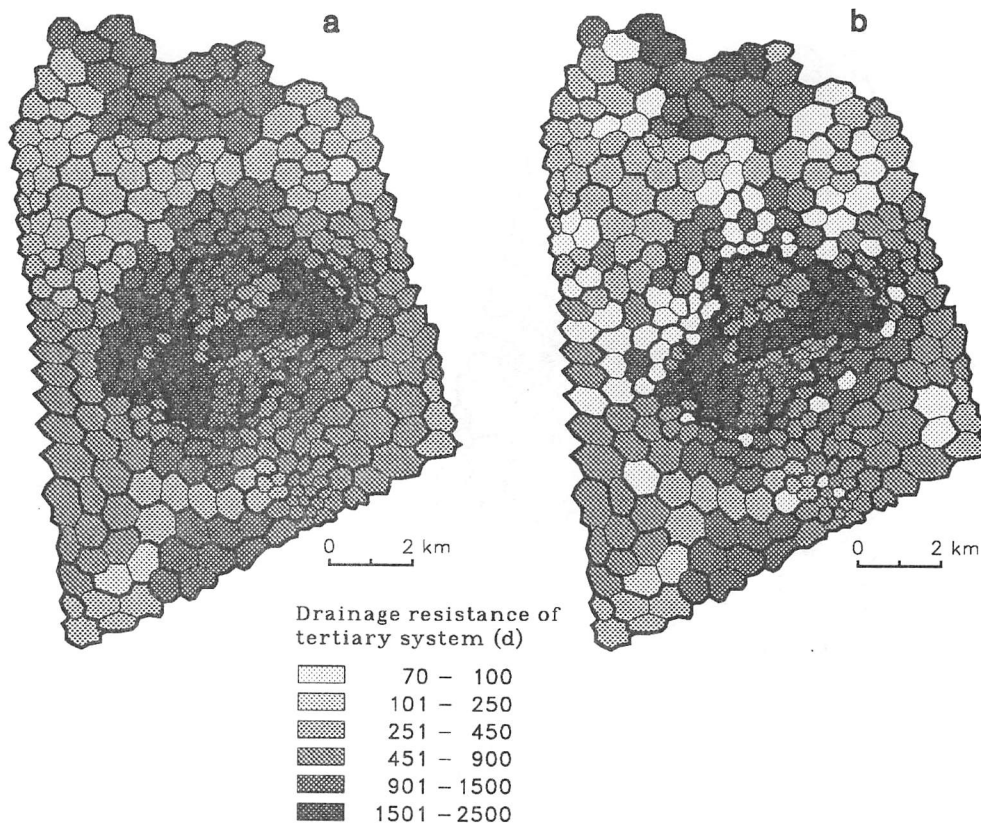 a
b
0 2 km
0 2 km
Drainage resistance of
tertiary system (d)
70 – 100
101 – 250
251 – 450
451 – 900
901 – 1500
1501 – 2500